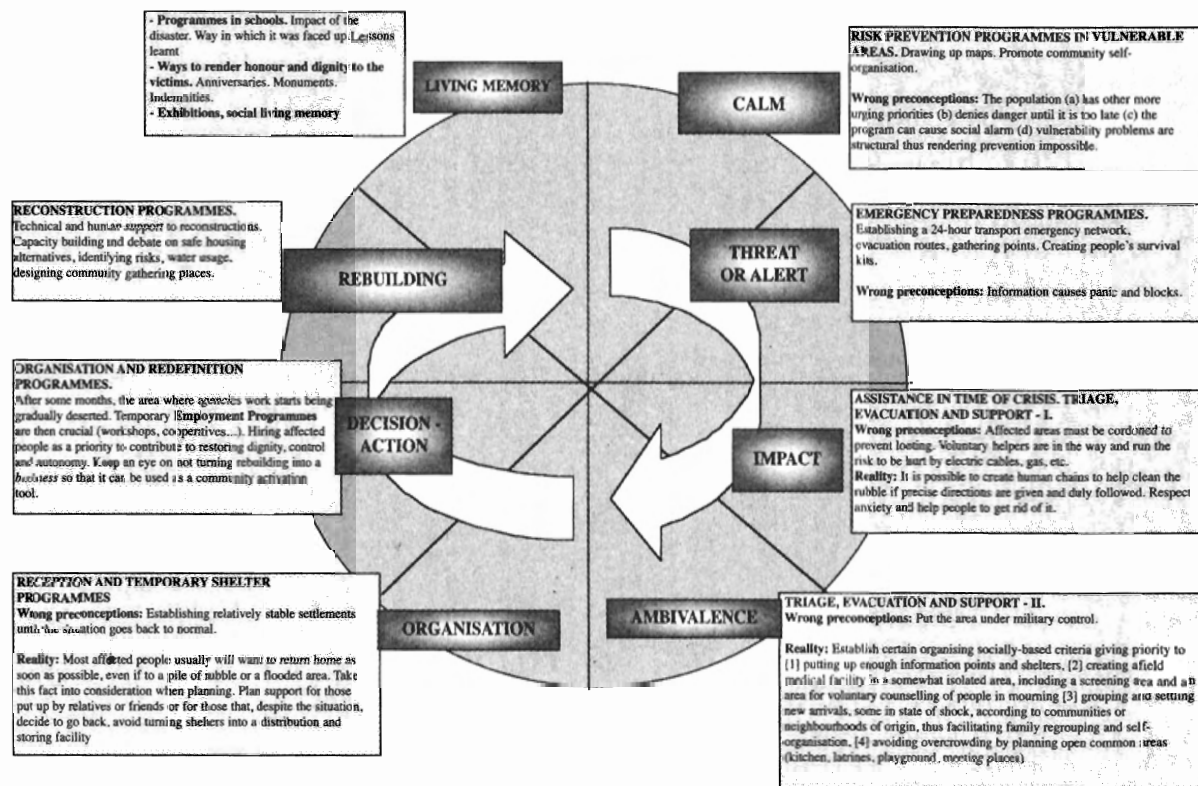 - Programmes in schools. Impact of the
disaster. Way in which it was faced up. Lessons
learnt
- Ways to render honour and dignity to the
victims. Anniversaries. Monuments.
Indemnities.
- Exhibitions, social living memory
LIVING MEMORY
CALM
RISK PREVENTION PROGRAMMES IN VULNERABLE
AREAS. Drawing up maps. Promote community self-
organisation.
Wrong preconceptions: The population (a) has other more
urging priorities (b) denies danger until it is too late (c) the
program can cause social alarm (d) vulnerability problems are
structural thus rendering prevention impossible.
RECONSTRUCTION PROGRAMMES.
Technical and human support to reconstructions.
Capacity building and debate on safe housing
alternatives, identifying risks, water usage,
designing community gathering places.
REBUILDING
THREAT
OR ALERT
EMERGENCY PREPAREDNESS PROGRAMMES.
Establishing a 24-hour transport emergency network,
evacuation routes, gathering points. Creating people's survival
kits.
Wrong preconceptions: Information causes panic and blocks.
ORGANISATION AND REDEFINITION
PROGRAMMES.
After some months, the area where agencies work starts being
gradually deserted. Temporary Employment Programmes
are then crucial (workshops, cooperatives...). Hiring affected
people as a priority to contribute to restoring dignity, control
and autonomy. Keep an eye on not turning rebuilding into a
business so that it can be used as a community activation
tool.
DECISION -
ACTION
IMPACT
ASSISTANCE IN TIME OF CRISIS. TRIAGE,
EVACUATION AND SUPPORT - I.
Wrong preconceptions: Affected areas must be cordoned to
prevent looting. Voluntary helpers are in the way and run the
risk to be hurt by electric cables, gas, etc.
Reality: It is possible to create human chains to help clean the
rubble if precise directions are given and duly followed. Respect
anxiety and help people to get rid of it.
RECEPTION AND TEMPORARY SHELTER
PROGRAMMES
Wrong preconceptions: Establishing relatively stable settlements
until the situation goes back to normal.
Reality: Most affected people usually will want to return home as
soon as possible, even if to a pile of rubble or a flooded area. Take
this fact into consideration when planning. Plan support for those
put up by relatives or friends or for those that, despite the situation,
decide to go back, avoid turning shelters into a distribution and
storing facility
ORGANISATION
AMBIVALENCE
TRIAGE, EVACUATION AND SUPPORT - II.
Wrong preconceptions: Put the area under military control.
Reality: Establish certain organising socially-based criteria giving priority to
[1] putting up enough information points and shelters, [2] creating afield
medical facility in a somewhat isolated area, including a screening area and an
area for voluntary counselling of people in mourning [3] grouping and setting
new arrivals, some in state of shock, according to communities or
neighbourhoods of origin, thus facilitating family regrouping and self-
organisation, [4] avoiding overcrowding by planning open common areas
(kitchen, latrines, playground, meeting places)